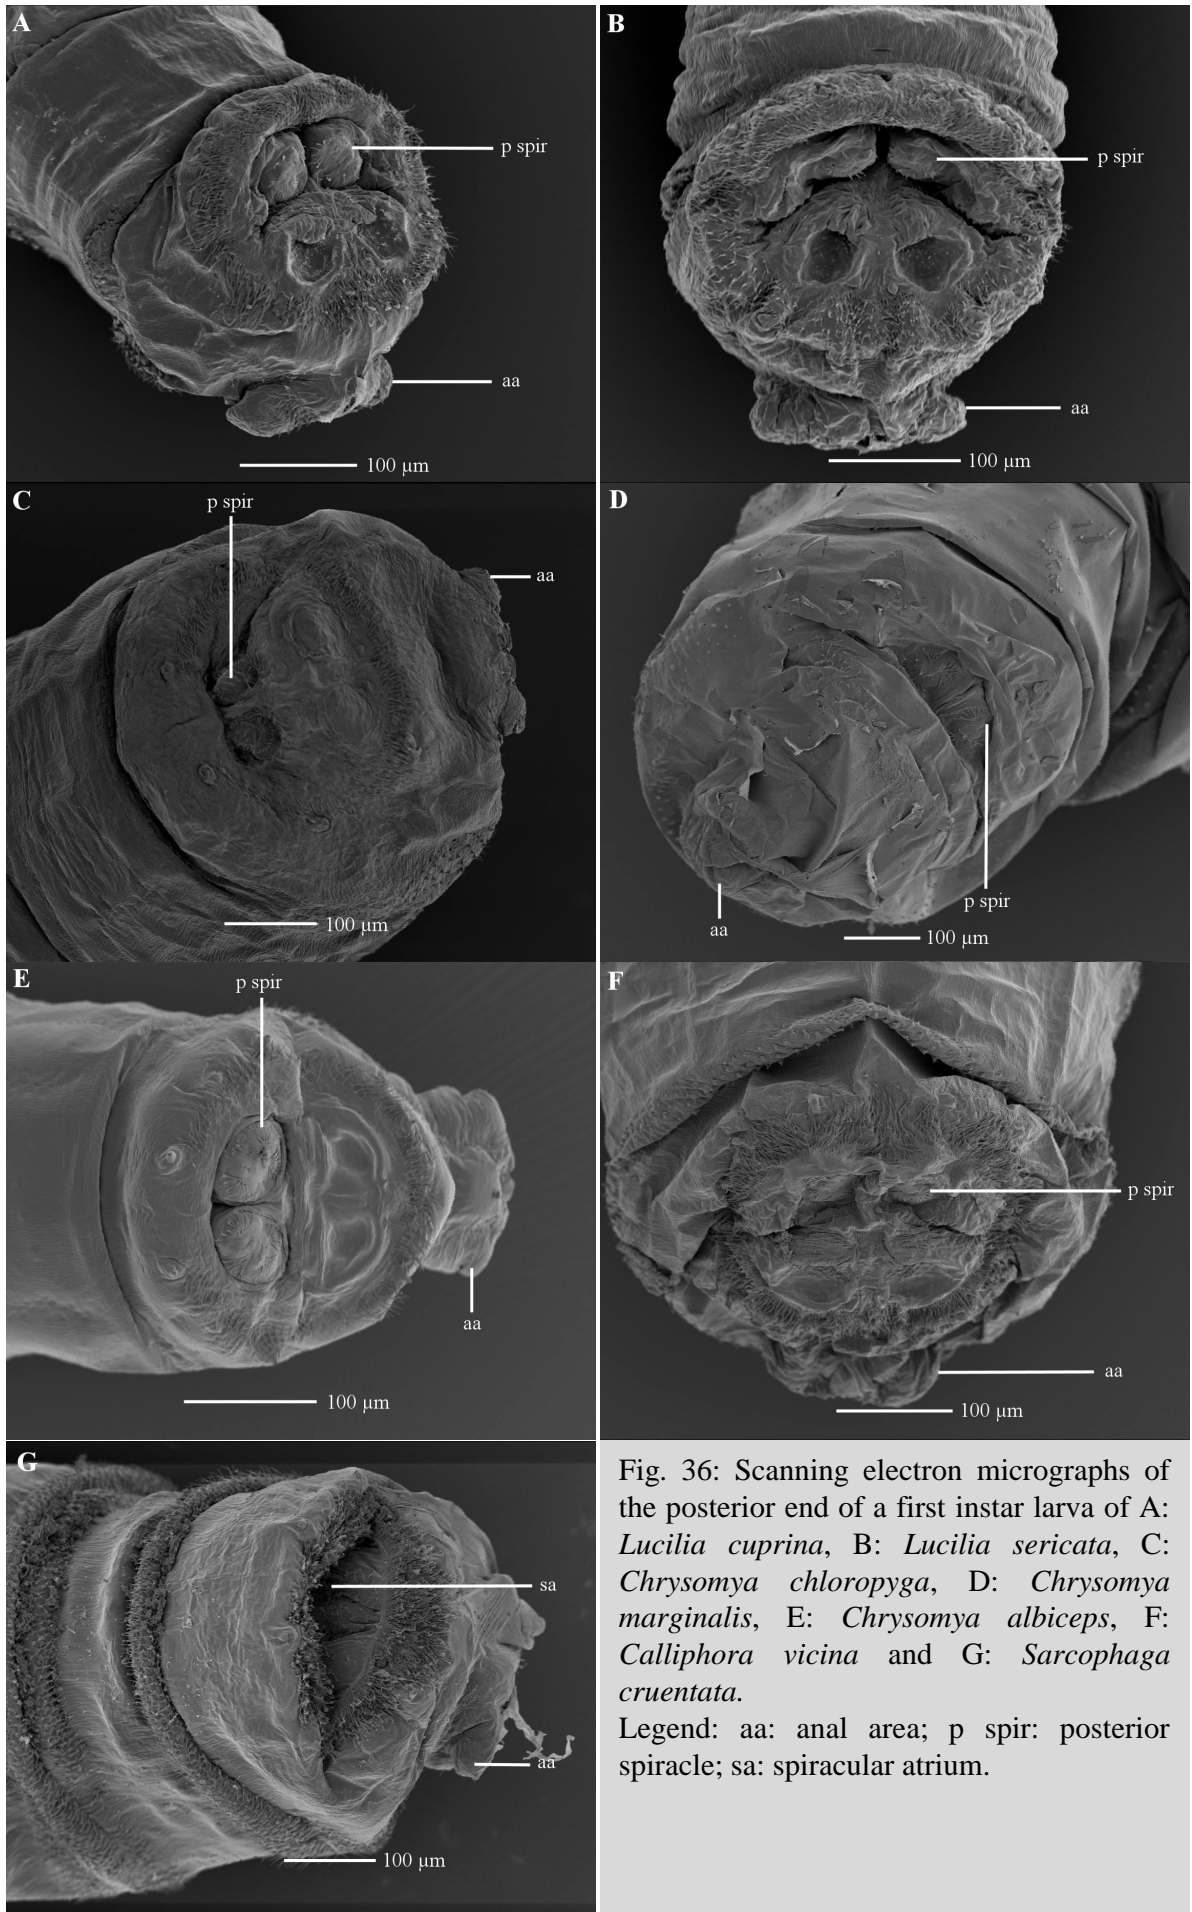 A
p spir
aa
100 µm
B
p spir
aa
100 µm
C
p spir
aa
100 µm
D
p spir
aa
100 µm
E
p spir
aa
100 µm
F
p spir
aa
100 µm
G
sa
aa
100 µm
Fig. 36: Scanning electron micrographs of
the posterior end of a first instar larva of A:
Lucilia cuprina, B: Lucilia sericata, C:
Chrysomya chloropyga, D: Chrysomya
marginalis, E: Chrysomya albiceps, F:
Calliphora vicina and G: Sarcophaga
cruentata.
Legend: aa: anal area; p spir: posterior
spiracle; sa: spiracular atrium.